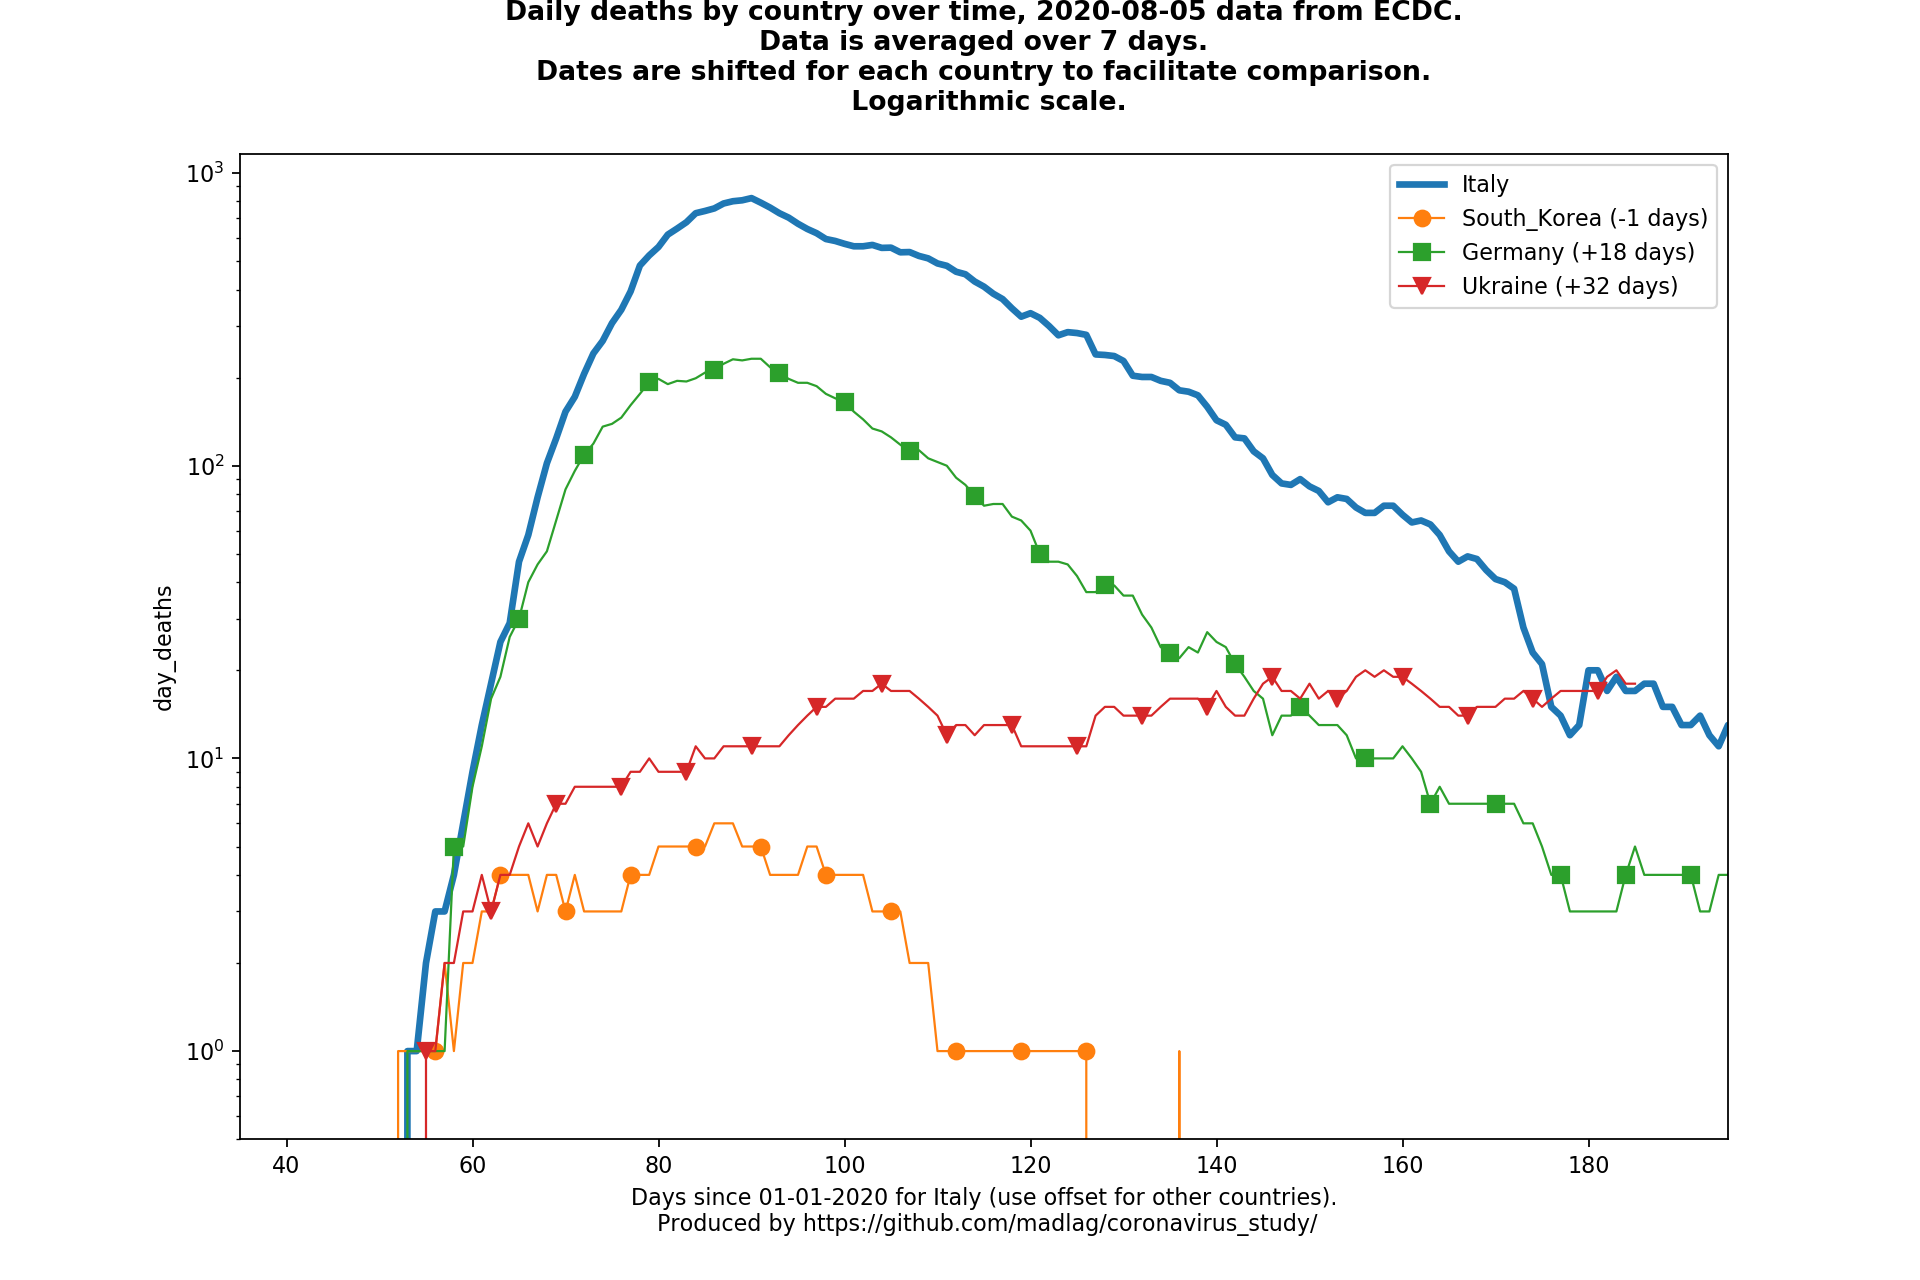 Daily deaths by country over time, 2020-08-05 data from ECDC.
Data is averaged over 7 days.
Dates are shifted for each country to facilitate comparison.
Logarithmic scale.
10³
10²
10¹
10⁰
day_deaths
Italy
South_Korea (-1 days)
Germany (+18 days)
Ukraine (+32 days)
40 60 80 100 120 140 160 180
Days since 01-01-2020 for Italy (use offset for other countries).
Produced by https://github.com/madlag/coronavirus_study/